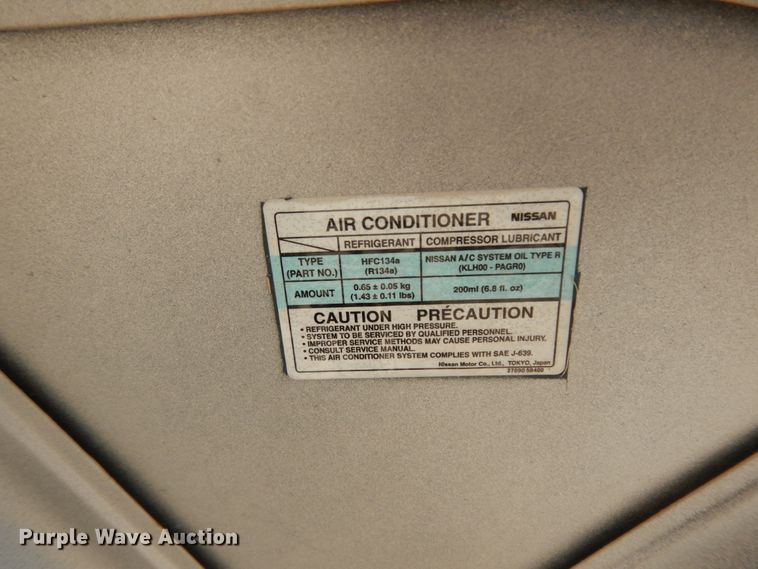 AIR CONDITIONER NISSAN
REFRIGERANT COMPRESSOR LUBRICANT
TYPE (PART NO.) HFC134a (R134a) NISSAN A/C SYSTEM OIL TYPE R (KLH00 - PAGR0)
AMOUNT 0.65 ± 0.05 kg (1.43 ± 0.11 lbs) 200ml (6.8 fl. oz)
CAUTION PRÉCAUTION
• REFRIGERANT UNDER HIGH PRESSURE.
• SYSTEM TO BE SERVICED BY QUALIFIED PERSONNEL.
• IMPROPER SERVICE METHODS MAY CAUSE PERSONAL INJURY.
• CONSULT SERVICE MANUAL.
• THIS AIR CONDITIONER SYSTEM COMPLIES WITH SAE J-639.
Nissan Motor Co., Ltd., TOKYO, Japan
27090 5B400
Purple Wave Auction